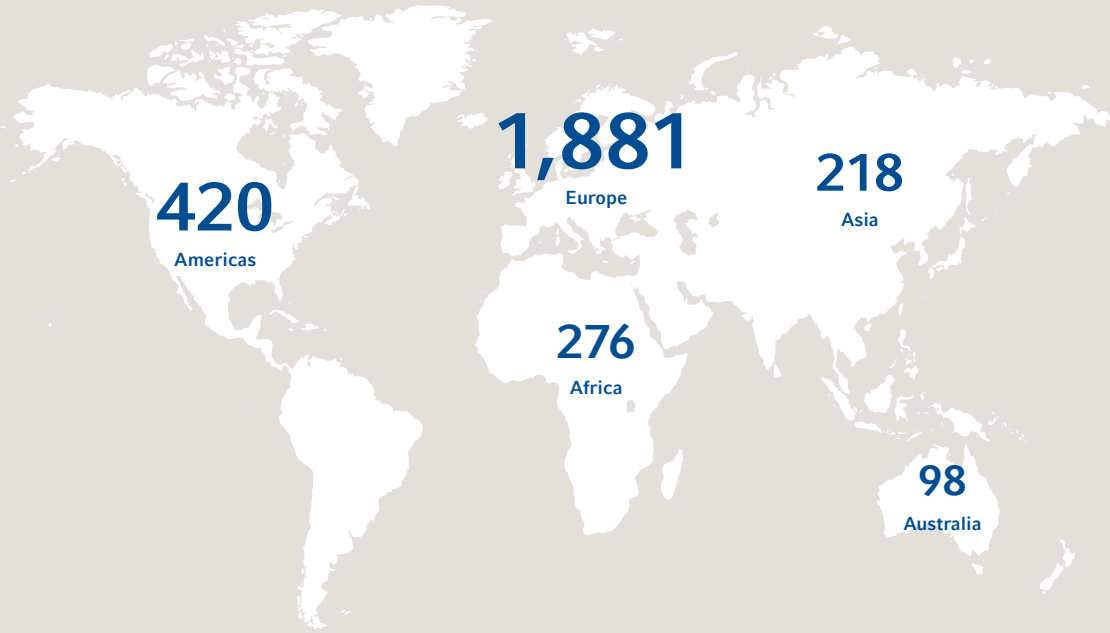 1,881
Europe
218
Asia
420
Americas
276
Africa
98
Australia